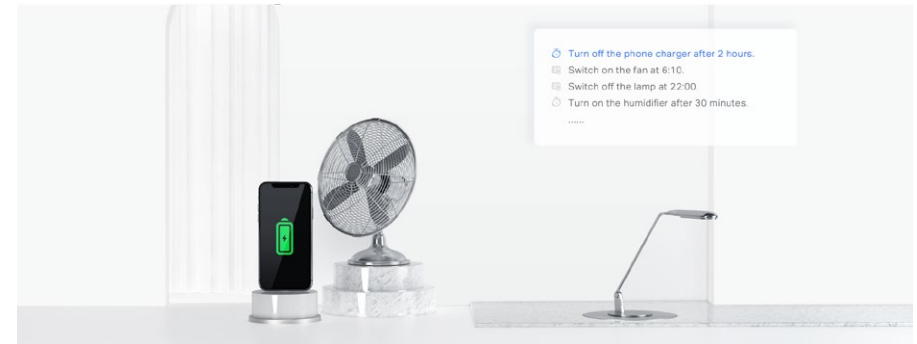 Turn off the phone charger after 2 hours.
Switch on the fan at 6:10.
Switch off the lamp at 22:00
Turn on the humidifier after 30 minutes.
......